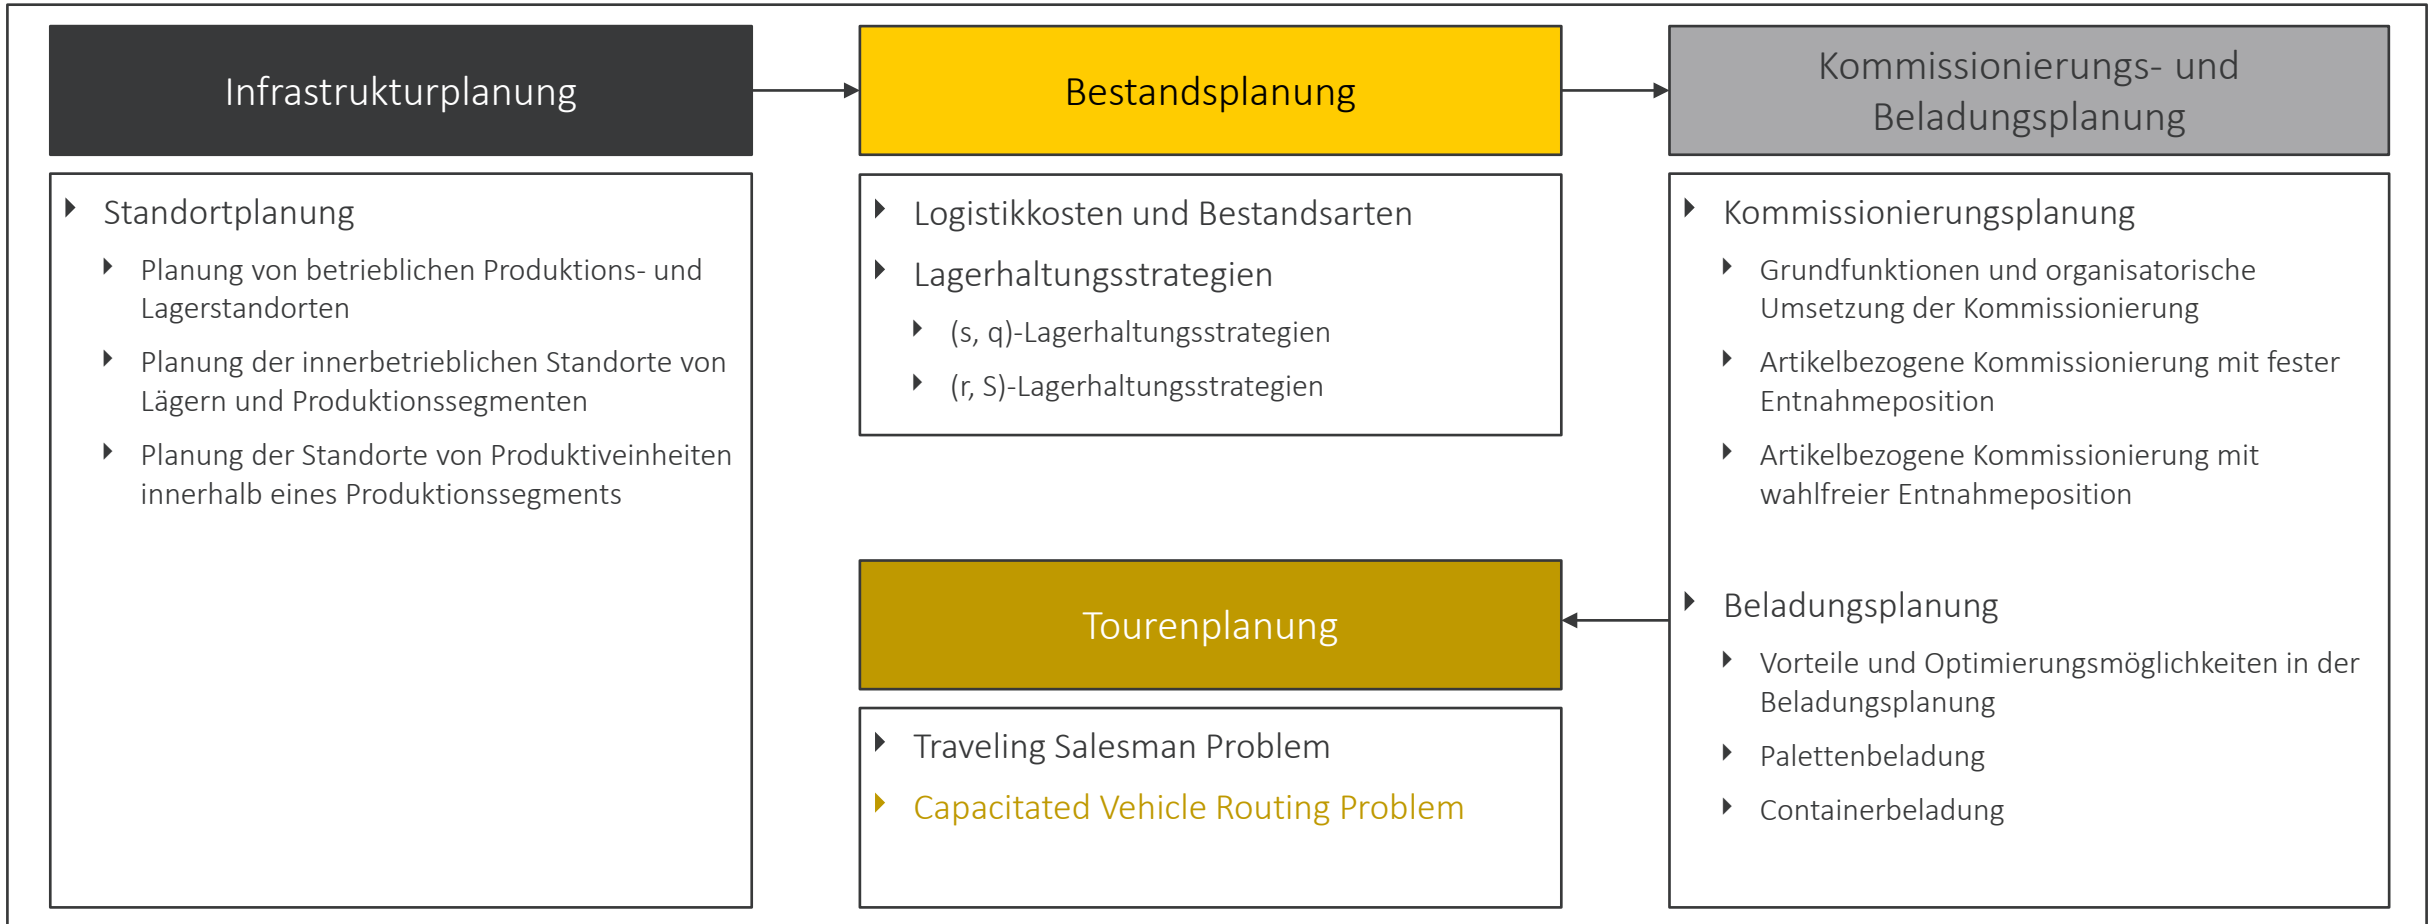 Infrastrukturplanung
Standortplanung
Planung von betrieblichen Produktions- und
Lagerstandorten
Planung der innerbetrieblichen Standorte von
Lägern und Produktionssegmenten
Planung der Standorte von Produktiveinheiten
innerhalb eines Produktionssegments
Bestandsplanung
Logistikkosten und Bestandsarten
Lagerhaltungsstrategien
(s, q)-Lagerhaltungsstrategien
(r, S)-Lagerhaltungsstrategien
Kommissionierungs- und
Beladungsplanung
Kommissionierungsplanung
Grundfunktionen und organisatorische
Umsetzung der Kommissionierung
Artikelbezogene Kommissionierung mit fester
Entnahmeposition
Artikelbezogene Kommissionierung mit
wahlfreier Entnahmeposition
Beladungsplanung
Vorteile und Optimierungsmöglichkeiten in der
Beladungsplanung
Palettenbeladung
Containerbeladung
Tourenplanung
Traveling Salesman Problem
Capacitated Vehicle Routing Problem